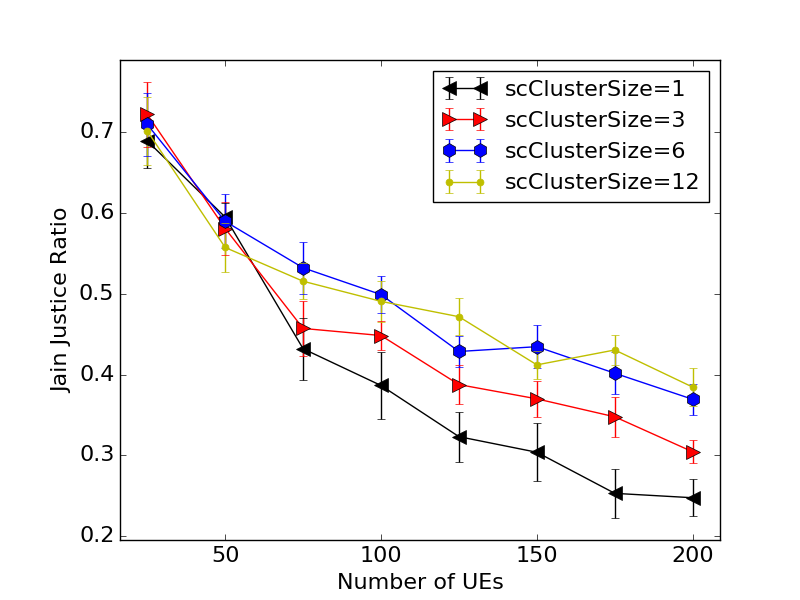 scClusterSize=1
scClusterSize=3
scClusterSize=6
scClusterSize=12
Jain Justice Ratio
0.7
0.6
0.5
0.4
0.3
0.2
50 100 150 200
Number of UEs